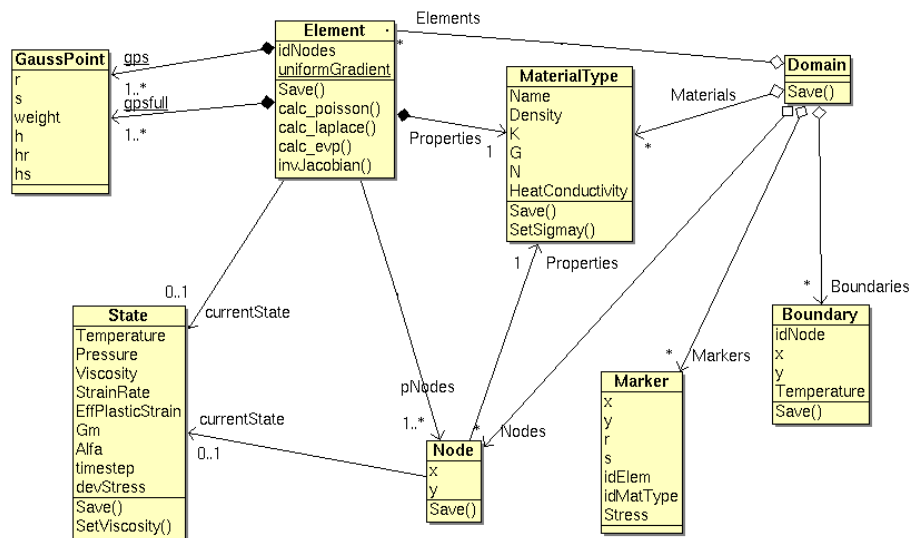 Element
idNodes
uniformGradient
Save()
calc_poisson()
calc_laplace()
calc_evp()
invJacobian()
Elements
*
GaussPoint
r
s
weight
h
hr
hs
gps
1..*
gpsfull
1..*
MaterialType
Name
Density
K
G
N
HeatConductivity
Save()
SetSigmay()
Properties
1
Domain
Save()
Materials
*
1
Properties
0..1
currentState
State
Temperature
Pressure
Viscosity
StrainRate
EffPlasticStrain
Gm
Alfa
timestep
devStress
Save()
SetViscosity()
currentState
0..1
pNodes
1..*
Node
x
y
Save()
*
Nodes
*
Markers
Marker
x
y
r
s
idElem
idMatType
Stress
*
Boundaries
Boundary
idNode
x
y
Temperature
Save()